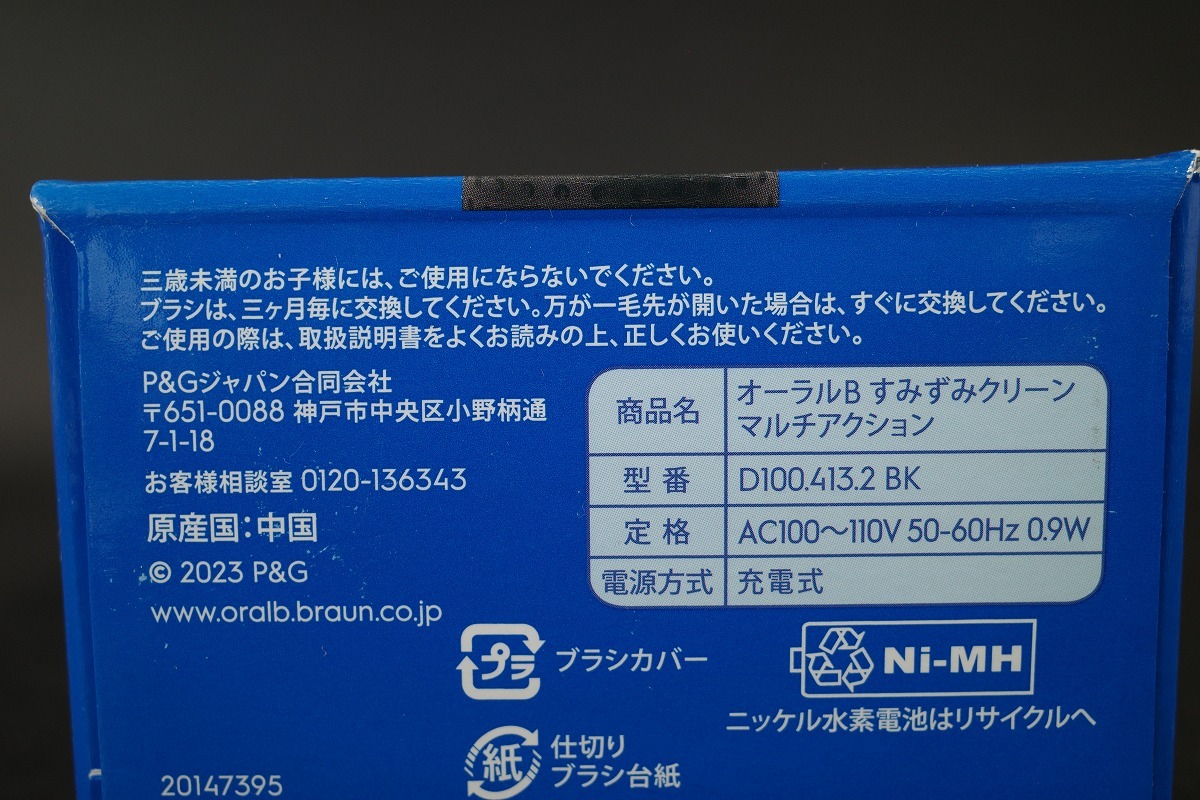 三歳未満のお子様には、ご使用にならないでください。
ブラシは、三ヶ月毎に交換してください。万が一毛先が開いた場合は、すぐに交換してください。
ご使用の際は、取扱説明書をよくお読みの上、正しくお使いください。
P&Gジャパン合同会社
〒651-0088 神戸市中央区小野柄通
7-1-18
お客様相談室 0120-136343
原産国：中国
© 2023 P&G
www.oralb.braun.co.jp
商品名 オーラルB すみずみクリーン
マルチアクション
型番 D100.413.2 BK
定格 AC100〜110V 50-60Hz 0.9W
電源方式 充電式
プラ ブラシカバー
Ni-MH
ニッケル水素電池はリサイクルへ
紙 仕切り
ブラシ台紙
20147395